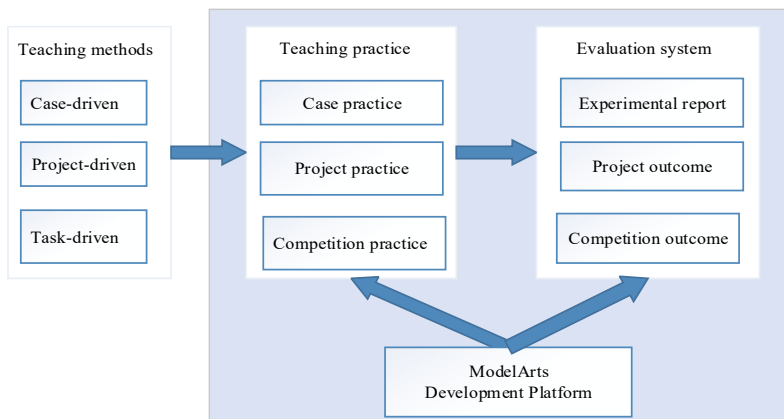 Teaching methods
Case-driven
Project-driven
Task-driven
Teaching practice
Case practice
Project practice
Competition practice
Evaluation system
Experimental report
Project outcome
Competition outcome
ModelArts
Development Platform